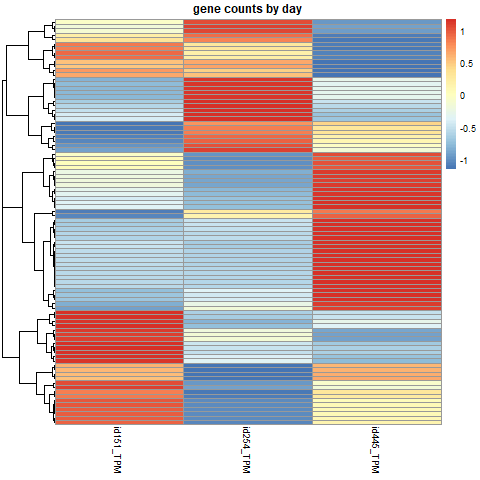 gene counts by day
1
0.5
0
-0.5
-1
id151_TPM
id254_TPM
id445_TPM